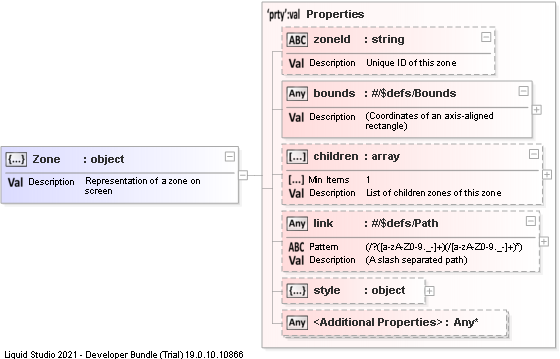 'prty':val Properties
ABC zoneId : string
Val Description Unique ID of this zone
Any bounds : #/$defs/Bounds
Val Description (Coordinates of an axis-aligned
rectangle)
{...} Zone : object
Val Description Representation of a zone on
screen
[...] children : array
[...] Min Items 1
Val Description List of children zones of this zone
Any link : #/$defs/Path
ABC Pattern (/?([a-zA-Z0-9._-]+)(/[a-zA-Z0-9._-]+)*)
Val Description (A slash separated path)
{...} style : object
Any <Additional Properties> : Any*
Liquid Studio 2021 - Developer Bundle (Trial) 19.0.10.10866